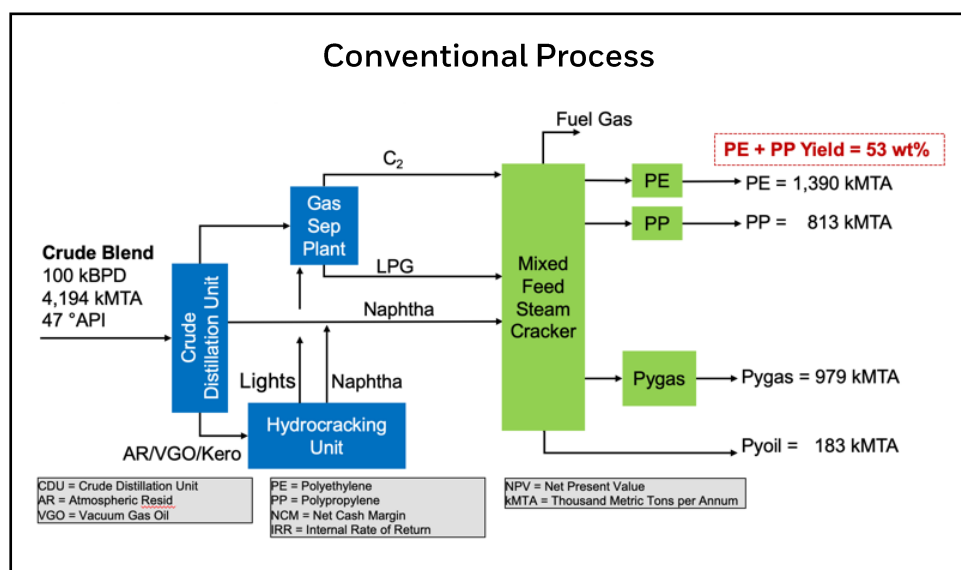 Conventional Process
Fuel Gas
PE + PP Yield = 53 wt%
C2
PE
PE = 1,390 kMTA
Gas
Sep
Plant
PP
PP = 813 kMTA
Crude Blend
100 kBPD
4,194 kMTA
47 °API
Crude
Distillation Unit
LPG
Mixed
Feed
Steam
Cracker
Naphtha
Lights
Naphtha
Pygas
Pygas = 979 kMTA
Hydrocracking
Unit
AR/VGO/Kero
Pyoil = 183 kMTA
CDU = Crude Distillation Unit
AR = Atmospheric Resid
VGO = Vacuum Gas Oil
PE = Polyethylene
PP = Polypropylene
NCM = Net Cash Margin
IRR = Internal Rate of Return
NPV = Net Present Value
kMTA = Thousand Metric Tons per Annum